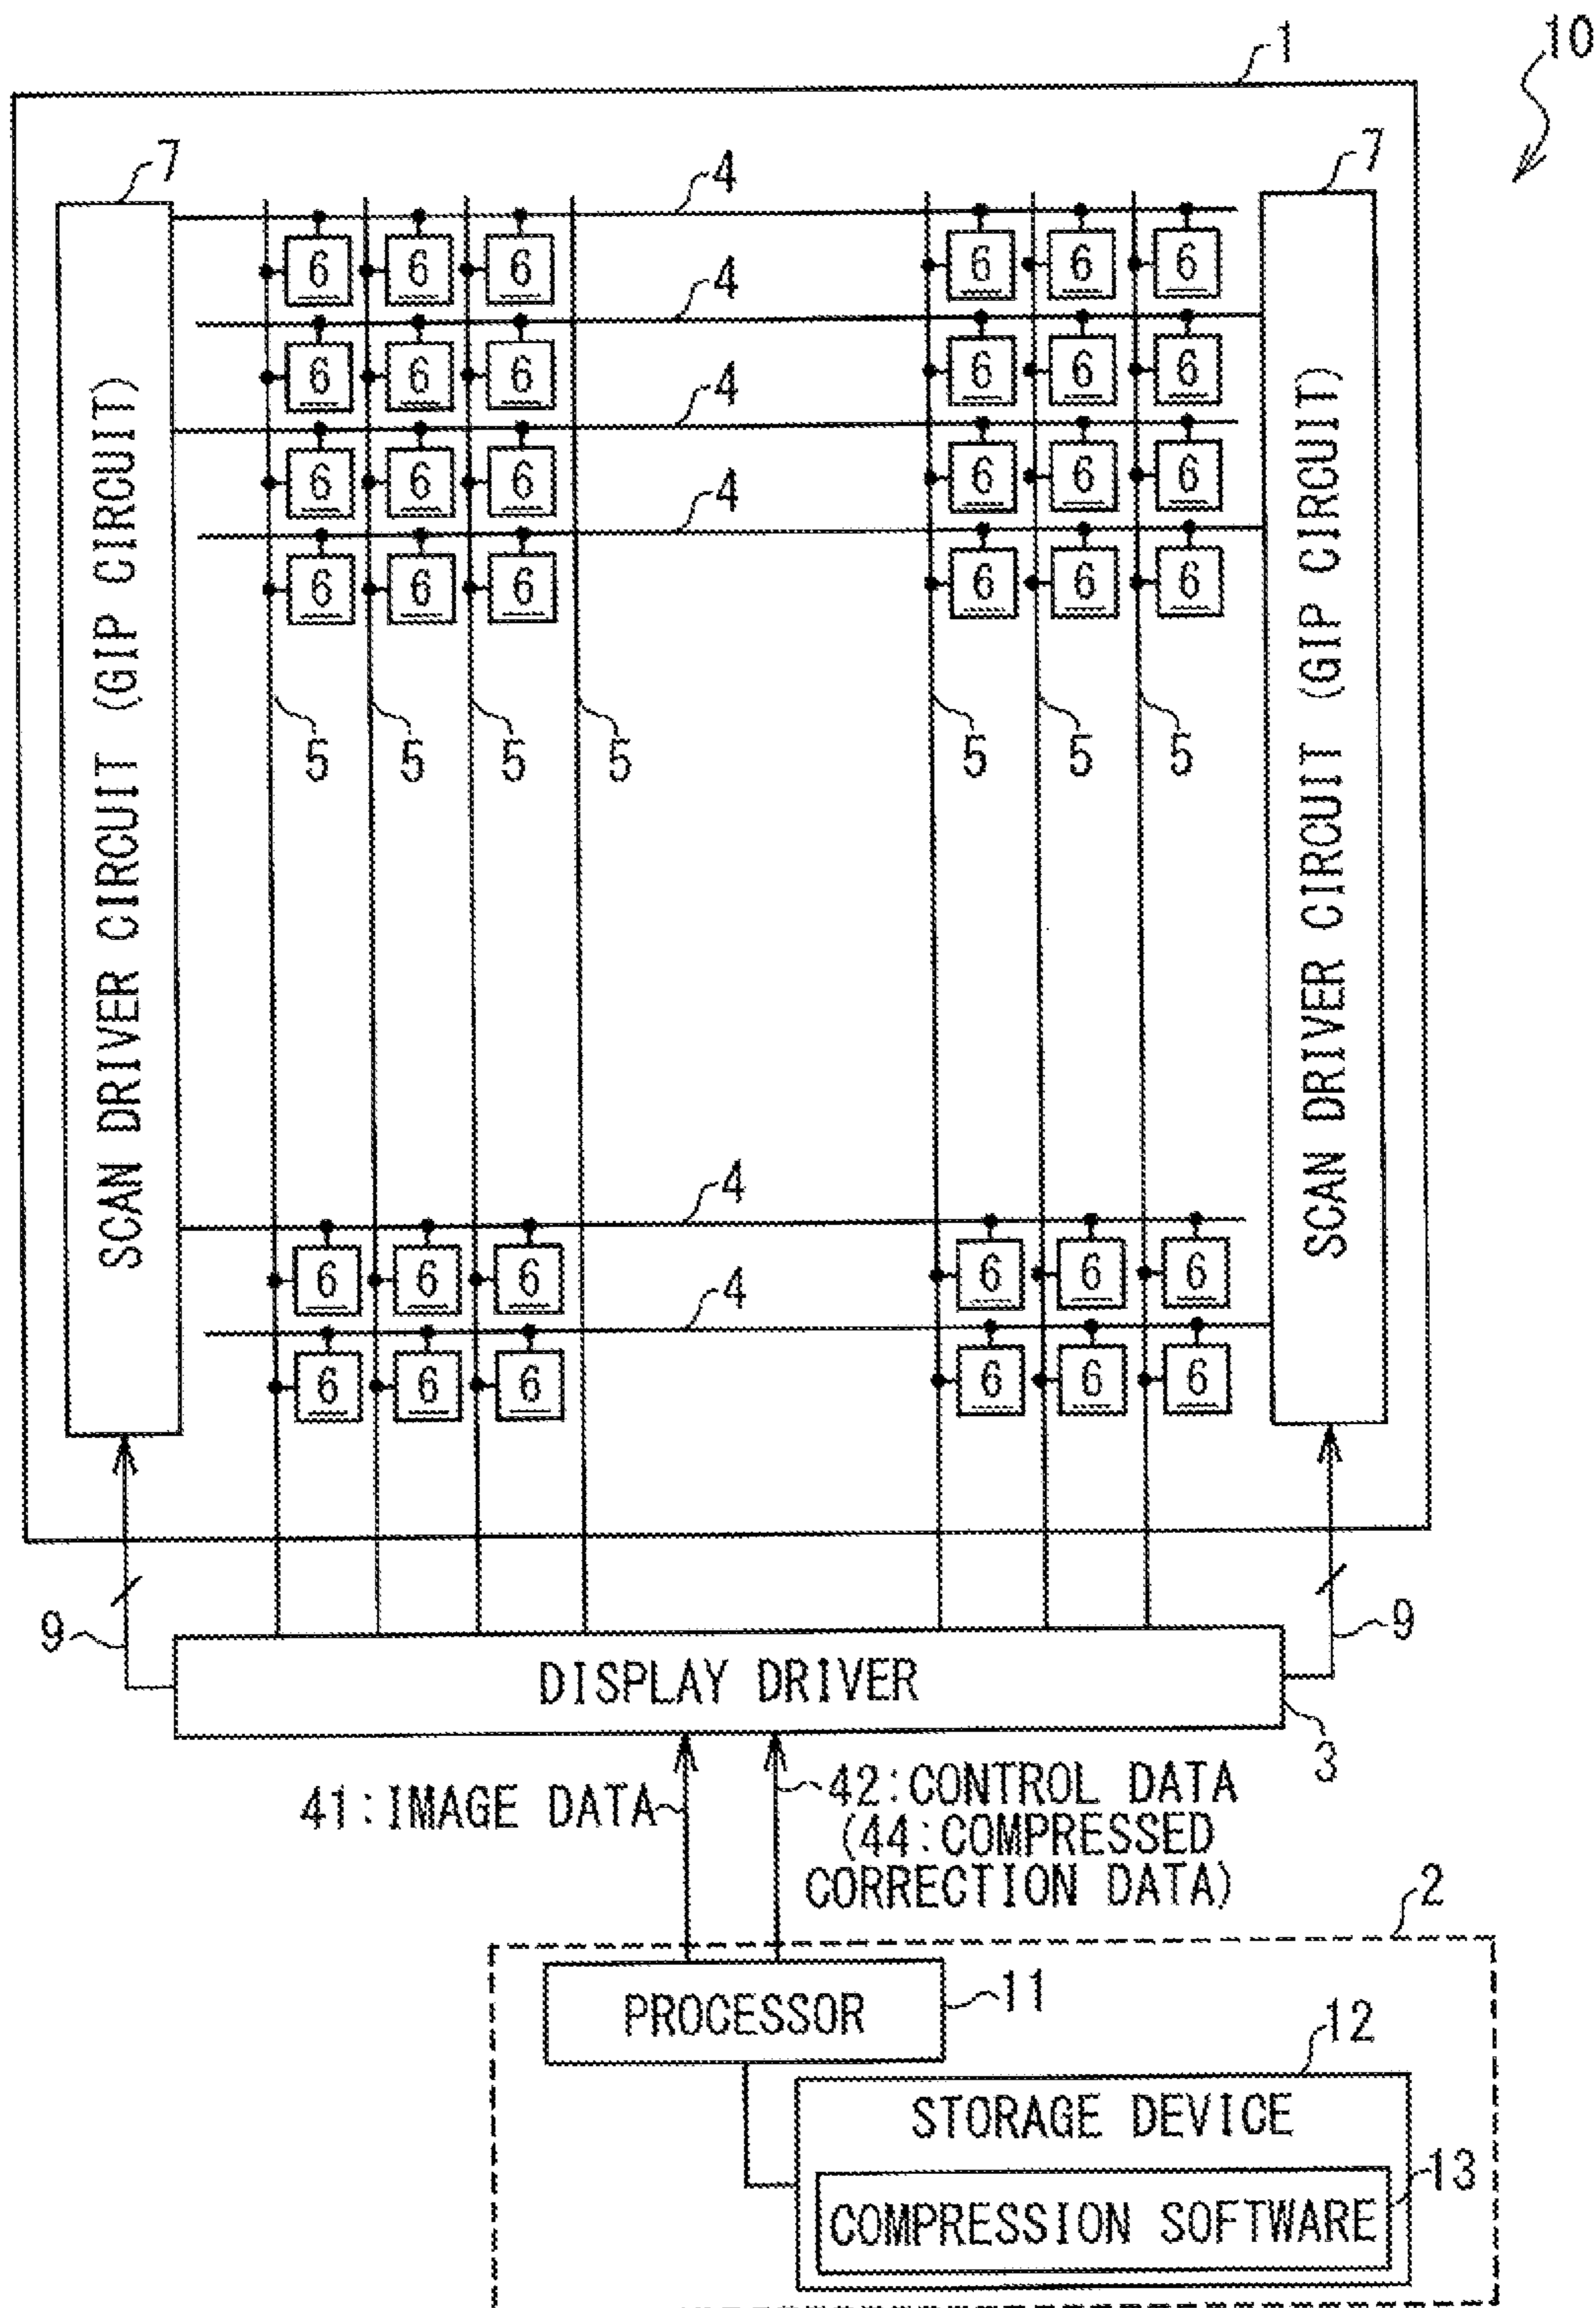 10
1
7
7
4
6 6 6 6 6 6
4
6 6 6 6 6 6
4
6 6 6 6 6 6
4
6 6 6 6 6 6
SCAN DRIVER CIRCUIT (GIP CIRCUIT)
SCAN DRIVER CIRCUIT (GIP CIRCUIT)
5 5 5 5 5 5 5
4
6 6 6 6 6 6
4
6 6 6 6 6 6
9
9
DISPLAY DRIVER
3
41:IMAGE DATA
42:CONTROL DATA
(44:COMPRESSED
CORRECTION DATA)
2
PROCESSOR
11
12
STORAGE DEVICE
13
COMPRESSION SOFTWARE